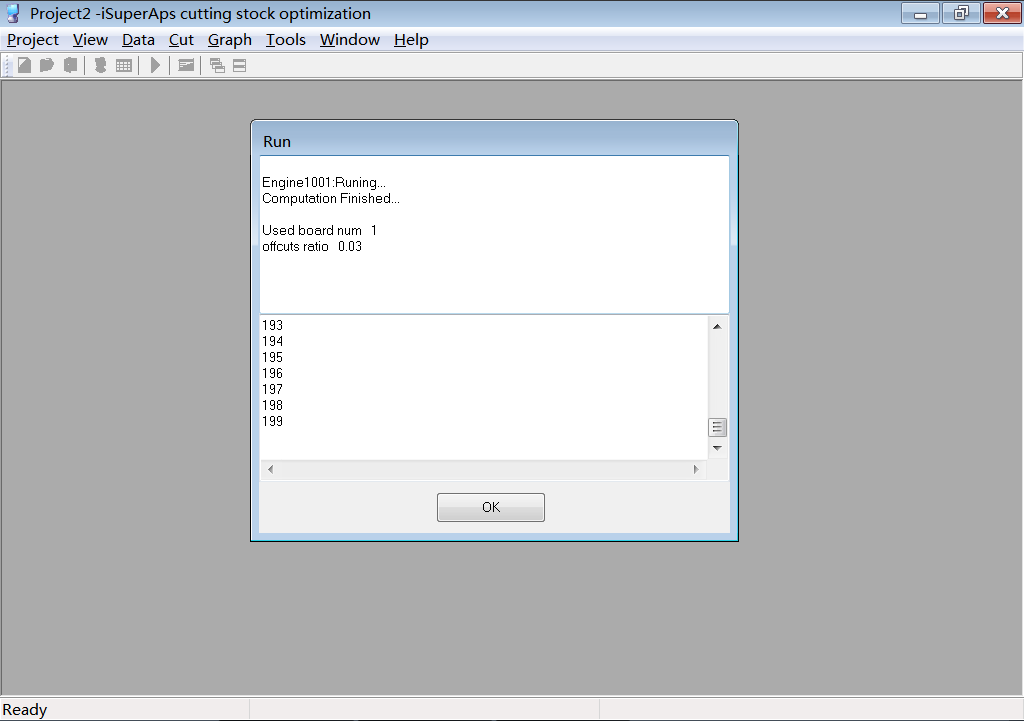 Project2 -iSuperAps cutting stock optimization
Project View Data Cut Graph Tools Window Help
Run
Engine1001:Runing...
Computation Finished...
Used board num 1
offcuts ratio 0.03
193
194
195
196
197
198
199
OK
Ready